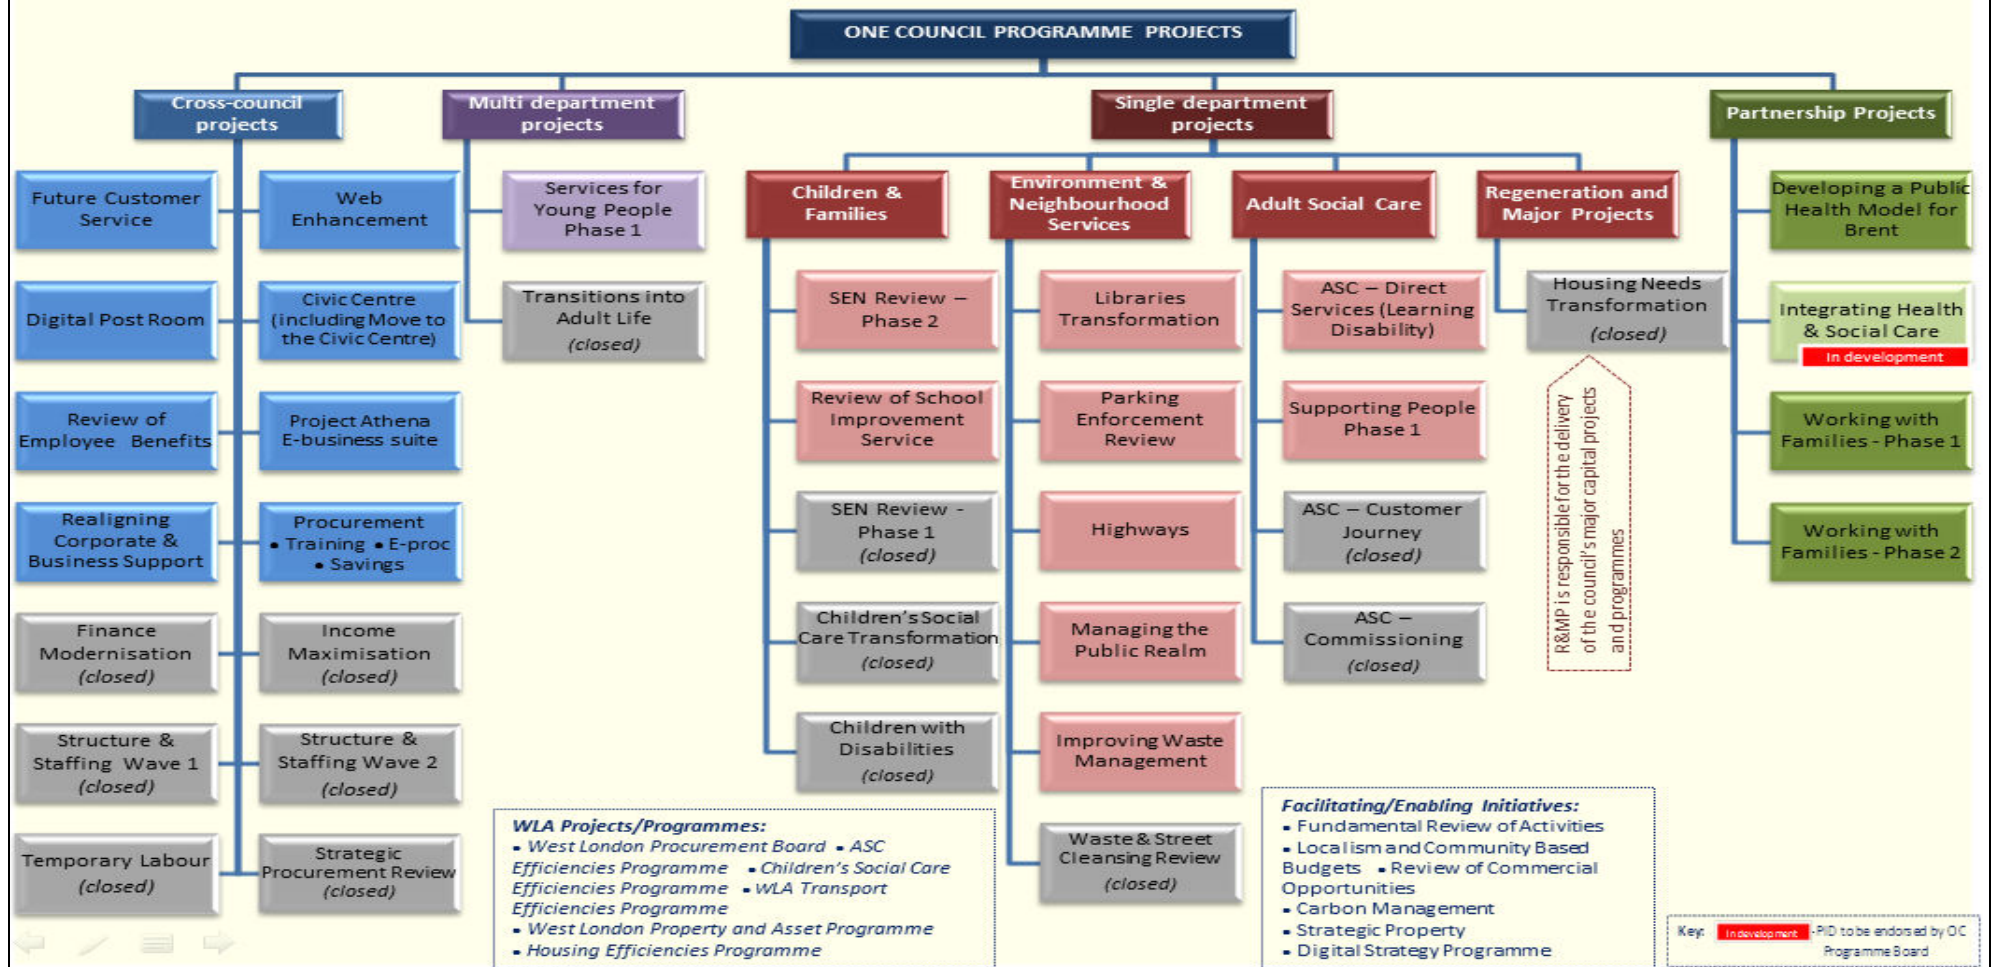 ONE COUNCIL PROGRAMME PROJECTS
Cross-council
projects
Multi department
projects
Single department
projects
Partnership Projects
Future Customer
Service
Web
Enhancement
Digital Post Room
Civic Centre
(including Move to
the Civic Centre)
Review of
Employee Benefits
Project Athena
E-business suite
Realigning
Corporate &
Business Support
Procurement
• Training • E-proc
• Savings
Finance
Modernisation
(closed)
Income
Maximisation
(closed)
Structure &
Staffing Wave 1
(closed)
Structure &
Staffing Wave 2
(closed)
Temporary Labour
(closed)
Strategic
Procurement Review
(closed)
Services for
Young People
Phase 1
Transitions into
Adult Life
(closed)
Children &
Families
SEN Review –
Phase 2
Review of School
Improvement
Service
SEN Review -
Phase 1
(closed)
Children's Social
Care Transformation
(closed)
Children with
Disabilities
(closed)
Environment &
Neighbourhood
Services
Libraries
Transformation
Parking
Enforcement
Review
Highways
Managing the
Public Realm
Improving Waste
Management
Waste & Street
Cleansing Review
(closed)
Adult Social Care
ASC – Direct
Services (Learning
Disability)
Supporting People
Phase 1
ASC – Customer
Journey
(closed)
ASC –
Commissioning
(closed)
Regeneration and
Major Projects
Housing Needs
Transformation
(closed)
R&MP is responsible for the delivery
of the council's major capital projects
and programmes
Developing a Public
Health Model for
Brent
Integrating Health
& Social Care
In development
Working with
Families - Phase 1
Working with
Families - Phase 2
WLA Projects/Programmes:
• West London Procurement Board • ASC
Efficiencies Programme • Children's Social Care
Efficiencies Programme • WLA Transport
Efficiencies Programme
• West London Property and Asset Programme
• Housing Efficiencies Programme
Facilitating/Enabling Initiatives:
• Fundamental Review of Activities
• Localism and Community Based
Budgets • Review of Commercial
Opportunities
• Carbon Management
• Strategic Property
• Digital Strategy Programme
Key: In development -PID to be endorsed by OC
Programme Board